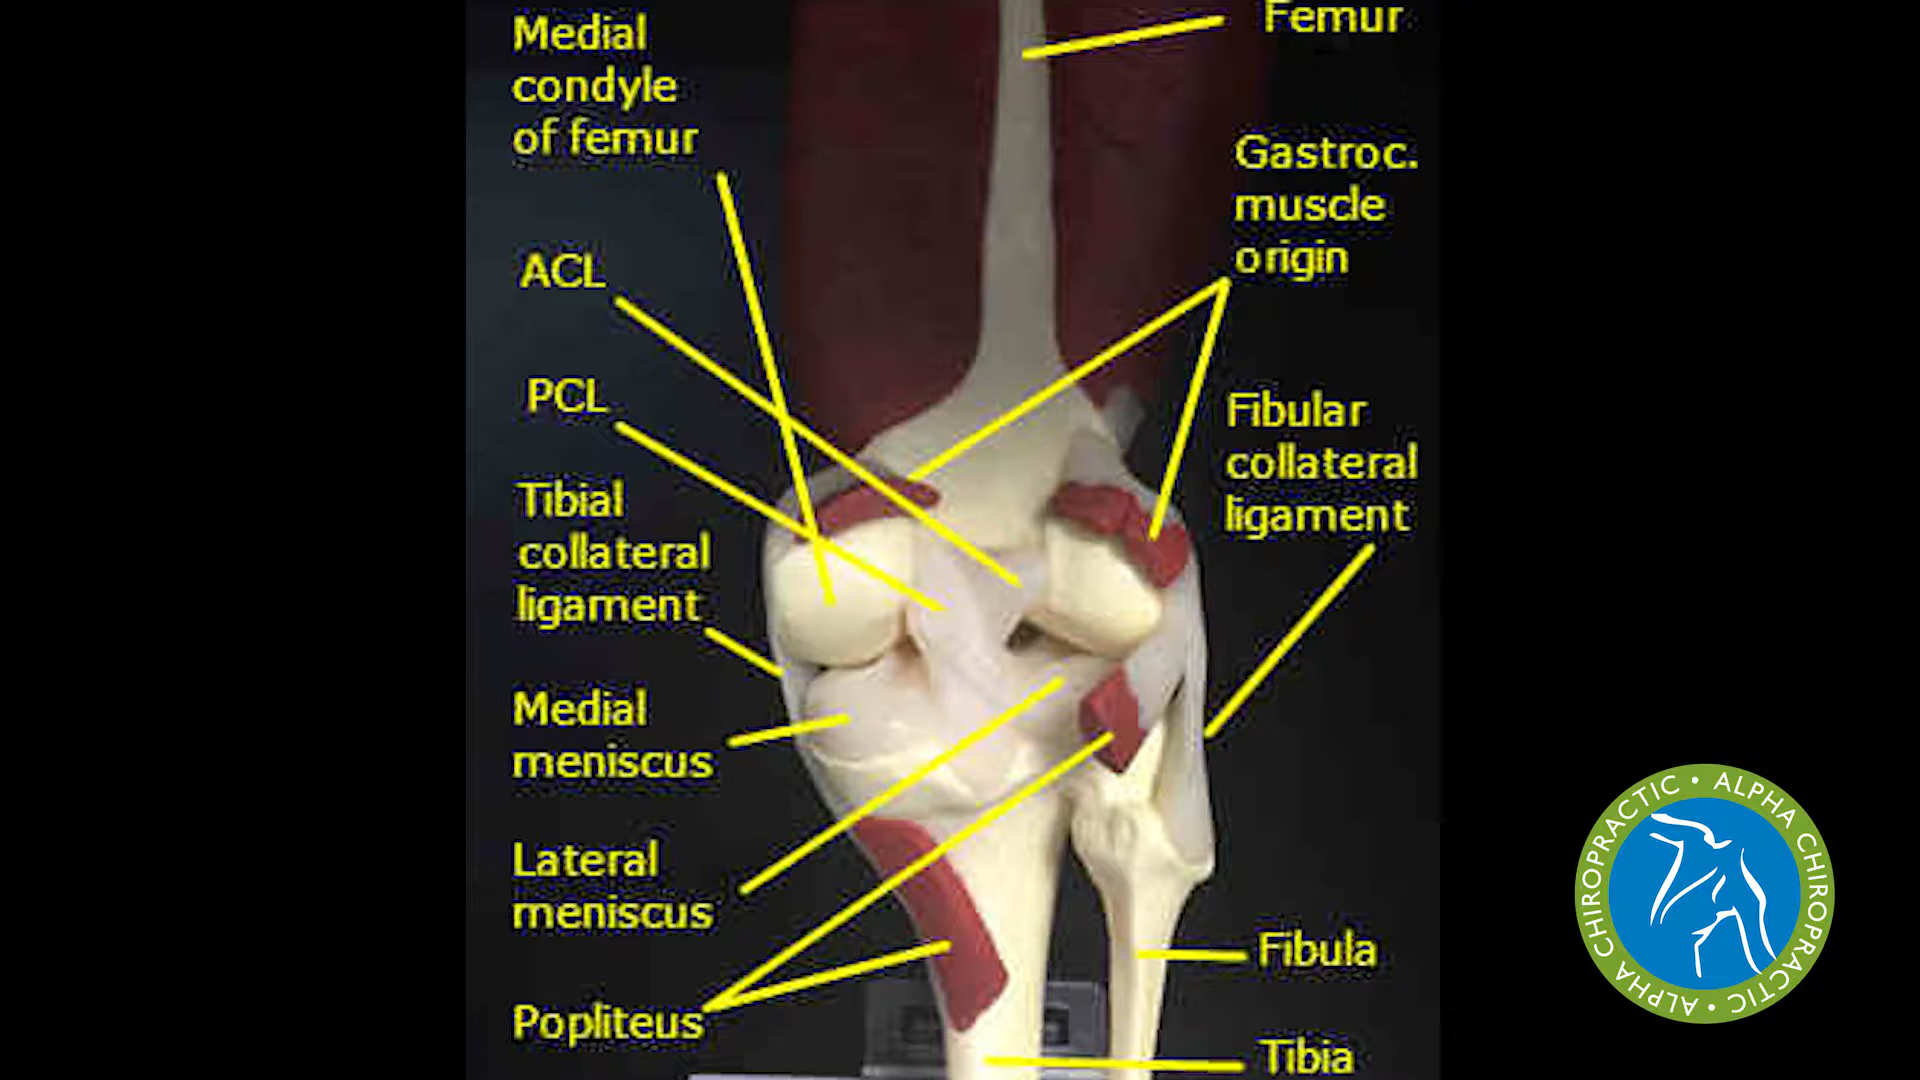 Medial
condyle
of femur
ACL
PCL
Tibial
collateral
ligament
Medial
meniscus
Lateral
meniscus
Popliteus
Femur
Gastroc.
muscle
origin
Fibular
collateral
ligament
Fibula
Tibia
ALPHA CHIROPRACTIC • ALPHA CHIROPRACTIC •